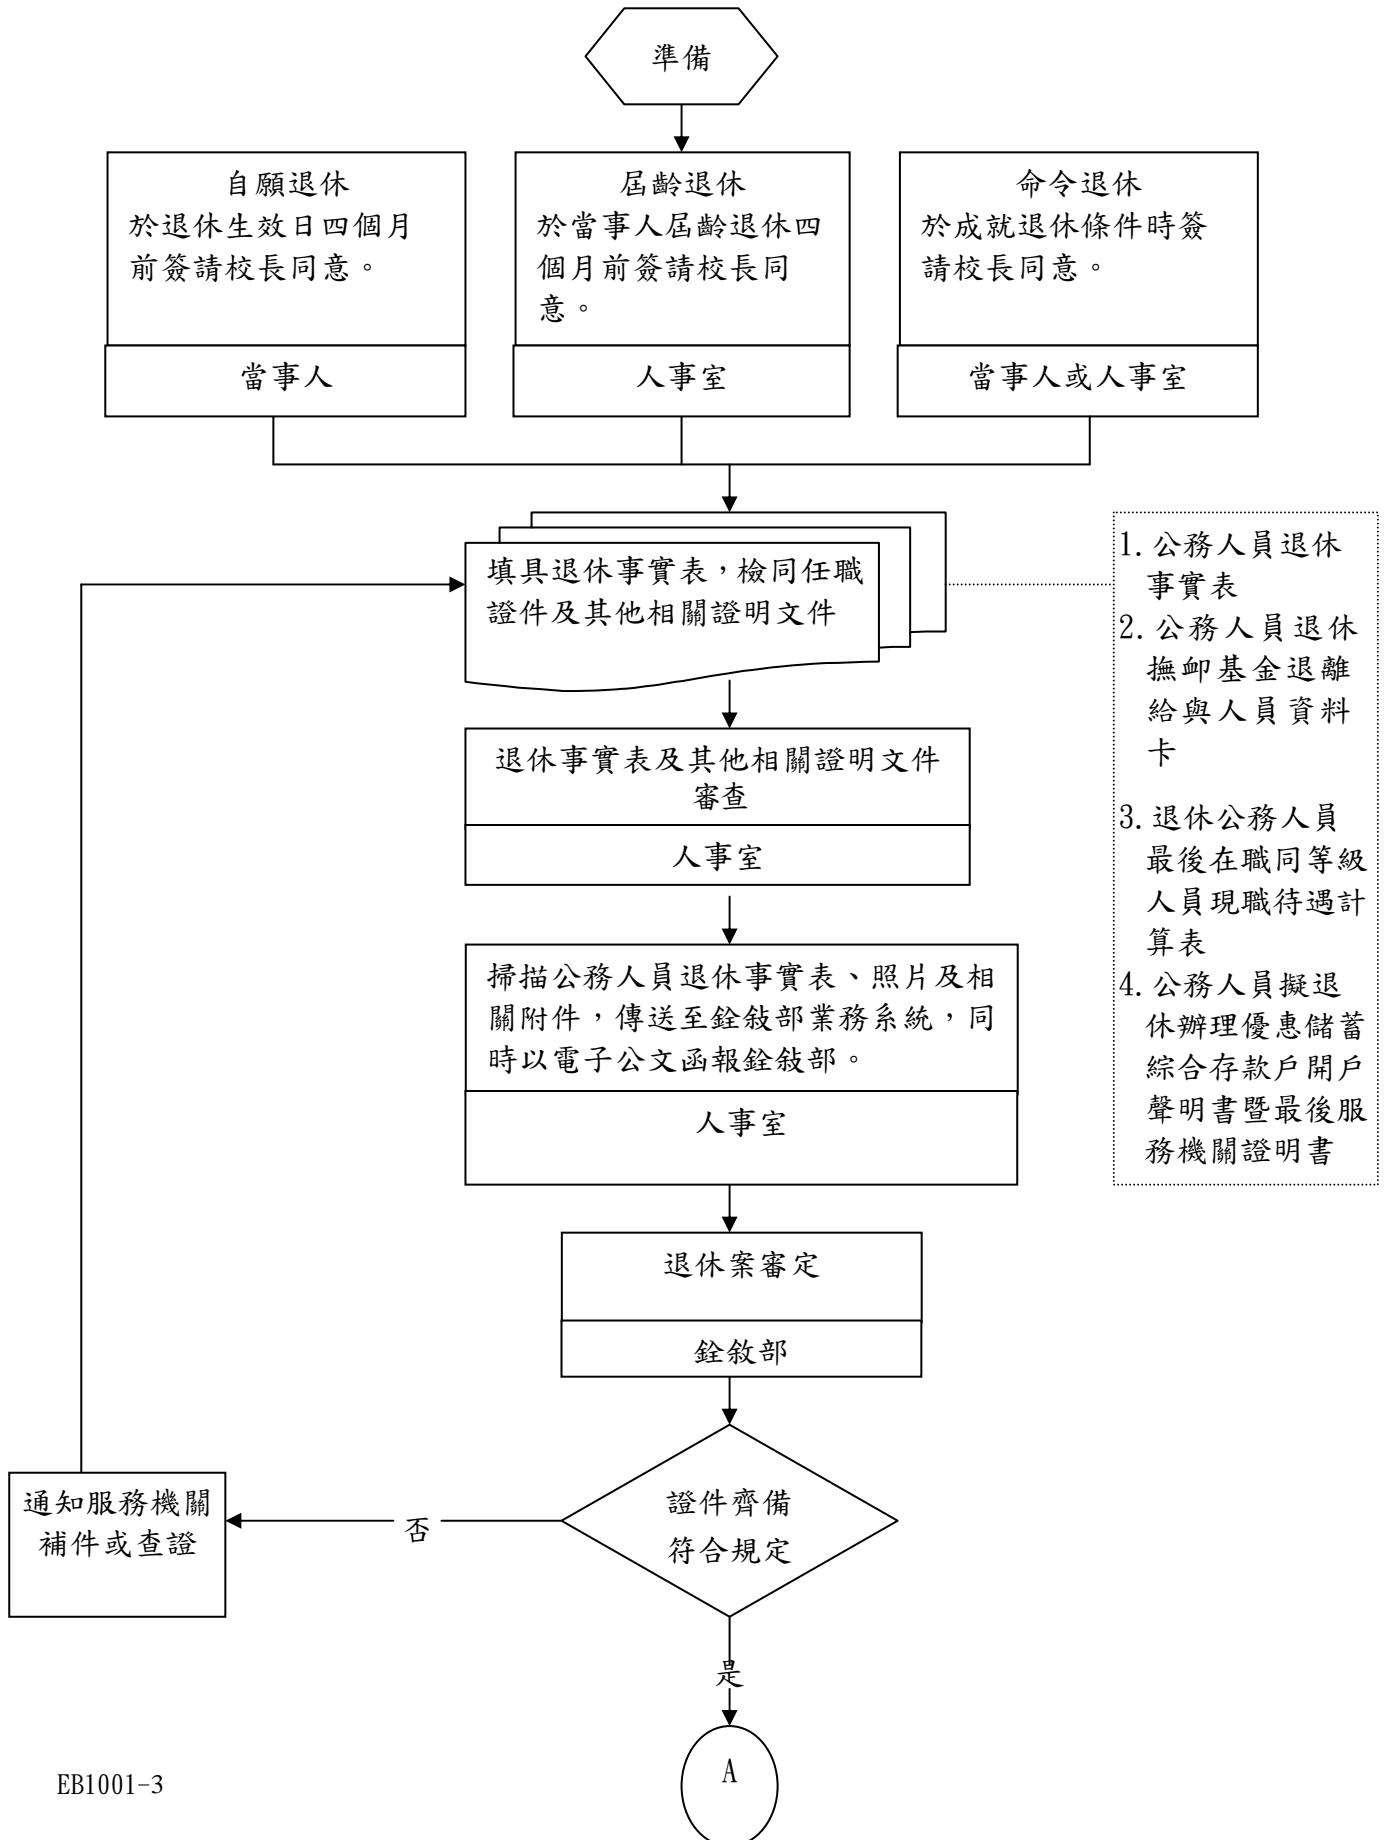 準備
自願退休
於退休生效日四個月
前簽請校長同意。
當事人
屆齡退休
於當事人屆齡退休四
個月前簽請校長同
意。
人事室
命令退休
於成就退休條件時簽
請校長同意。
當事人或人事室
填具退休事實表，檢同任職
證件及其他相關證明文件
1.公務人員退休
事實表
2.公務人員退休
撫卹基金退離
給與人員資料
卡
3.退休公務人員
最後在職同等級
人員現職待遇計
算表
4.公務人員擬退
休辦理優惠儲蓄
綜合存款戶開戶
聲明書暨最後服
務機關證明書
退休事實表及其他相關證明文件
審查
人事室
掃描公務人員退休事實表、照片及相
關附件，傳送至銓敍部業務系統，同
時以電子公文函報銓敍部。
人事室
退休案審定
銓敘部
證件齊備
符合規定
否
通知服務機關
補件或查證
是
A
EB1001-3